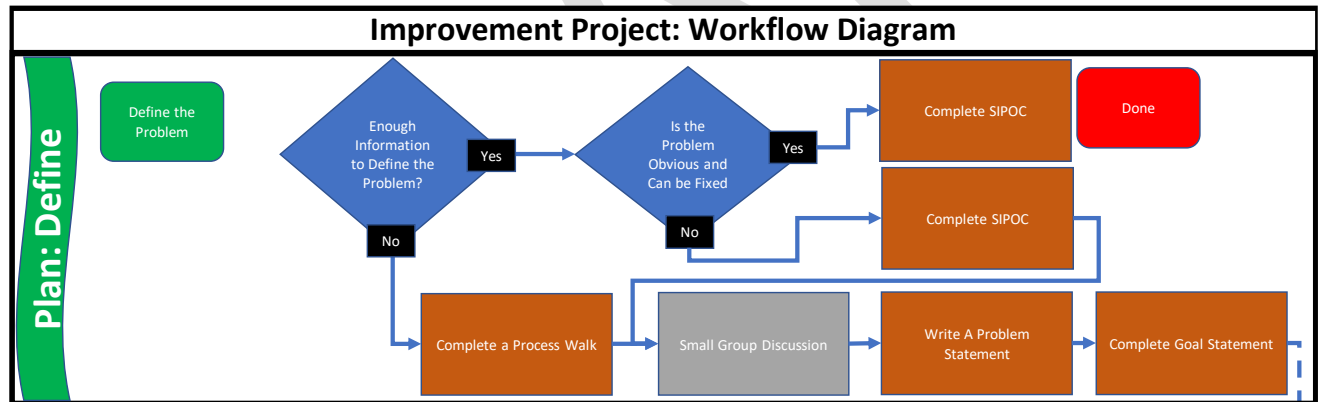 Improvement Project: Workflow Diagram
Plan: Define
Define the
Problem
Enough
Information
to Define the
Problem?
Yes
No
Is the
Problem
Obvious and
Can be Fixed
Yes
No
Complete SIPOC
Done
Complete SIPOC
Complete a Process Walk
Small Group Discussion
Write A Problem
Statement
Complete Goal Statement